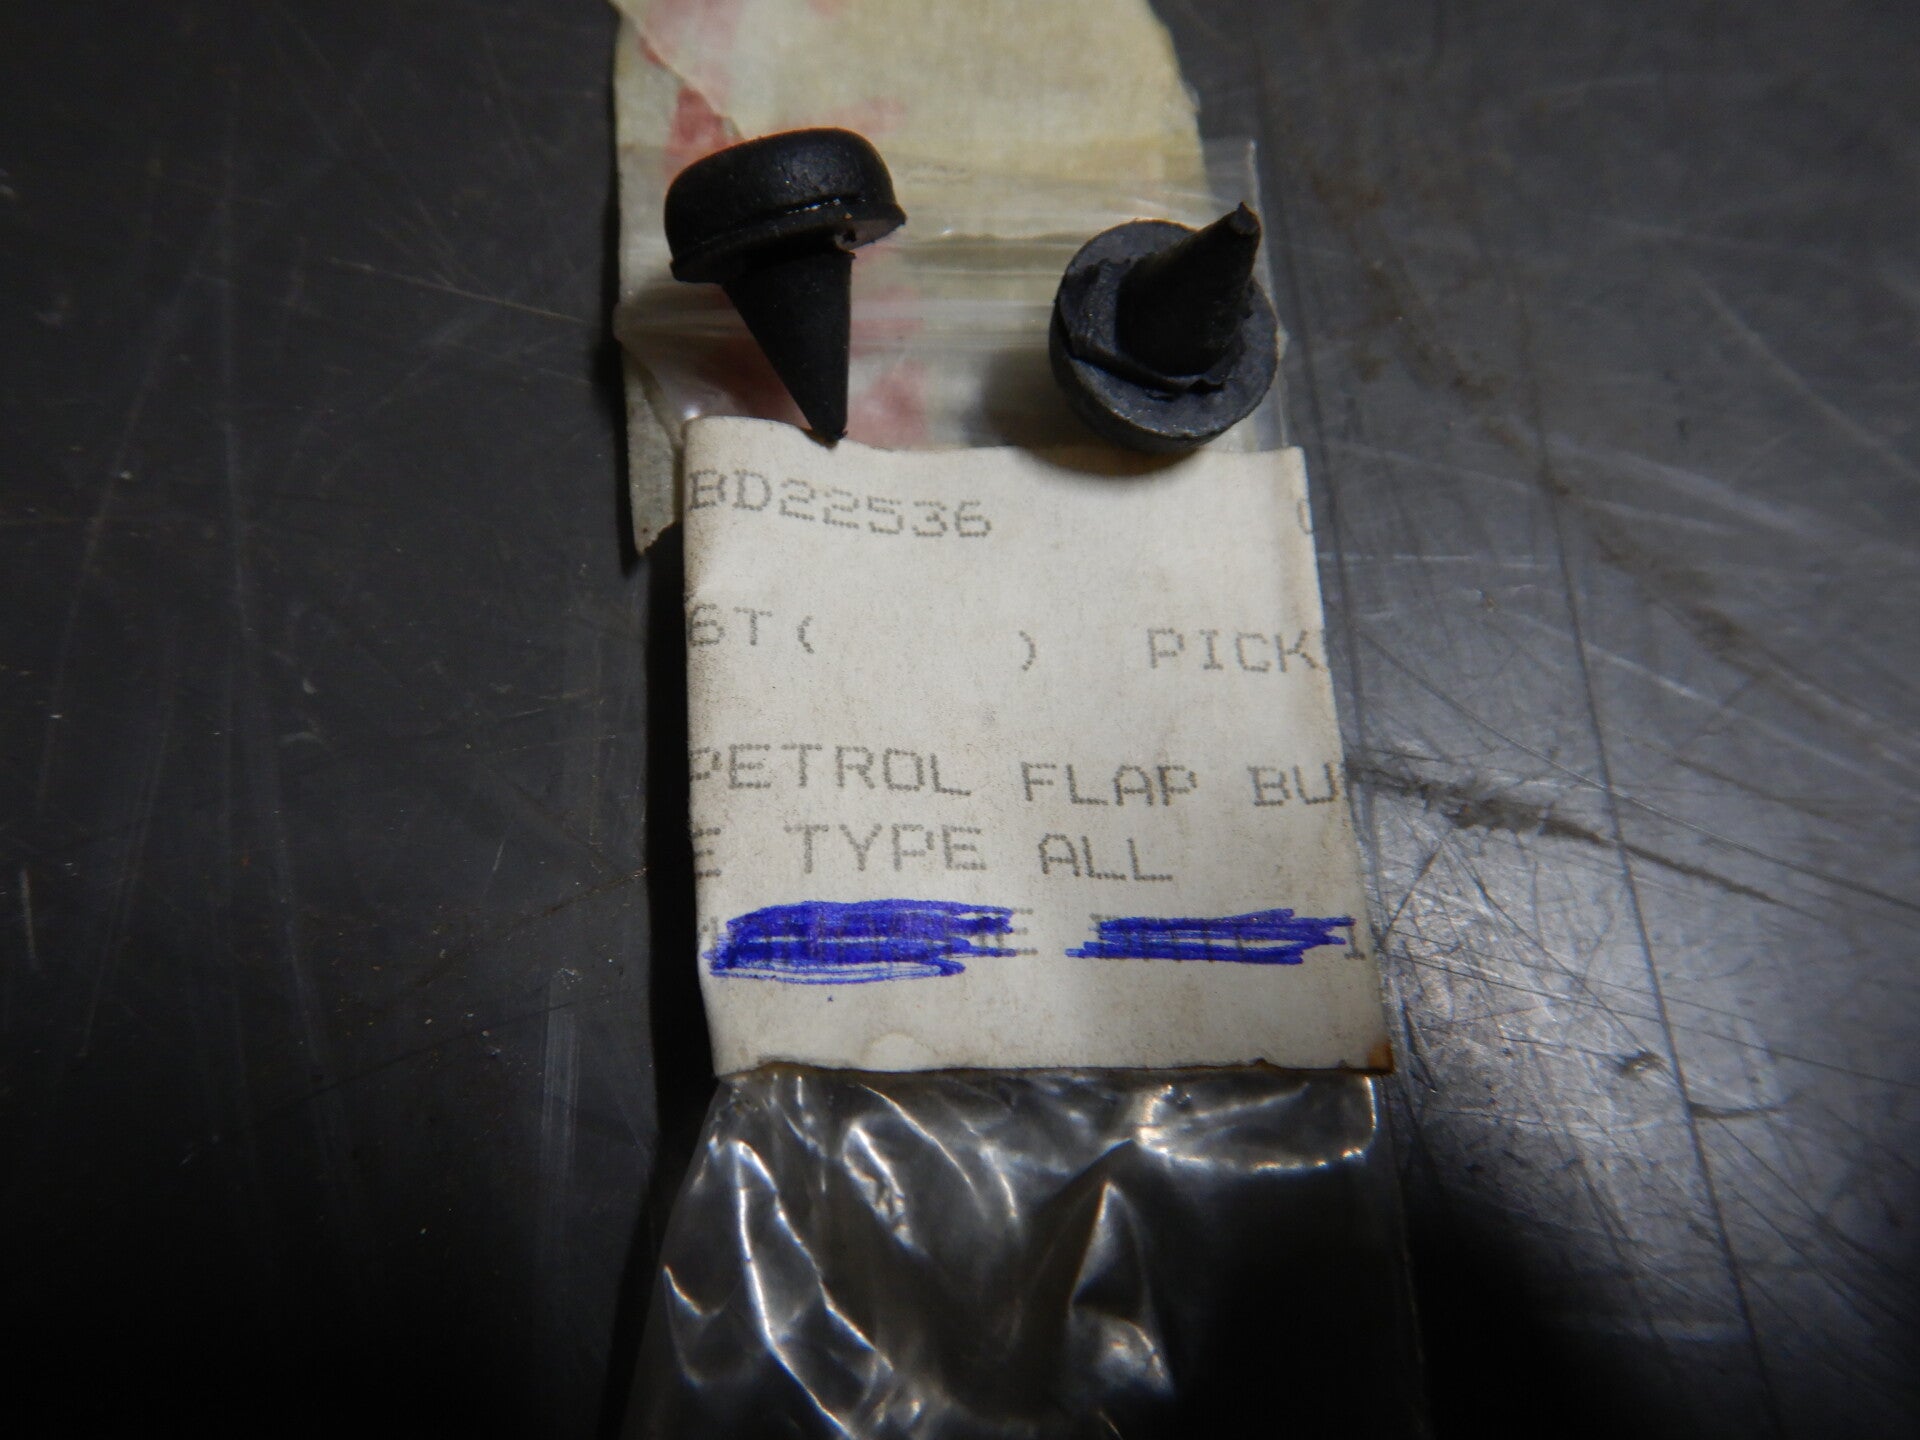 BD22536
6T( ) PICK
PETROL FLAP BU
E TYPE ALL